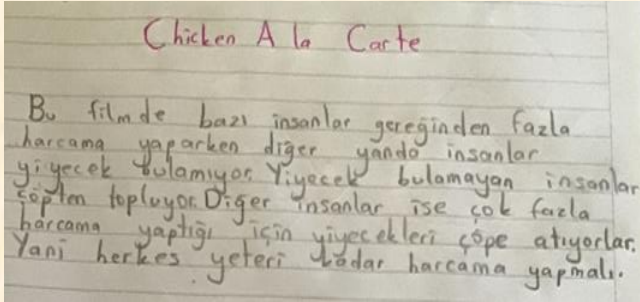 Chicken A la Carte
Bu filmde bazı insanlar gereğinden fazla
harcama yaparken diğer yanda insanlar
yiyecek bulamıyor. Yiyecek bulamayan insanlar
çöpten topluyor. Diğer insanlar ise çok fazla
harcama yaptığı için yiyecekleri çöpe atıyorlar.
Yani herkes yeteri kadar harcama yapmalı.